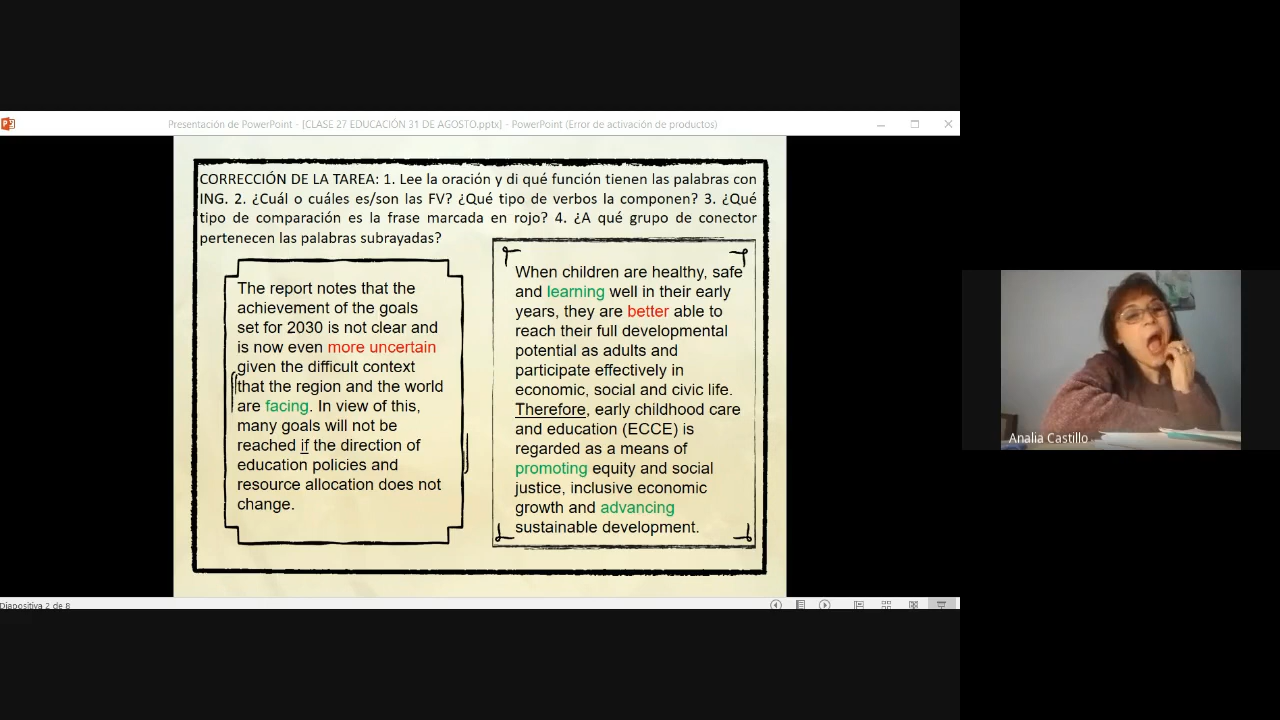 Presentación de PowerPoint - [CLASE 27 EDUCACIÓN 31 DE AGOSTO.pptx] - PowerPoint (Error de activación de productos)
CORRECCIÓN DE LA TAREA: 1. Lee la oración y di qué función tienen las palabras con
ING. 2. ¿Cuál o cuáles es/son las FV? ¿Qué tipo de verbos la componen? 3. ¿Qué
tipo de comparación es la frase marcada en rojo? 4. ¿A qué grupo de conector
pertenecen las palabras subrayadas?
The report notes that the
achievement of the goals
set for 2030 is not clear and
is now even more uncertain
given the difficult context
that the region and the world
are facing. In view of this,
many goals will not be
reached if the direction of
education policies and
resource allocation does not
change.
When children are healthy, safe
and learning well in their early
years, they are better able to
reach their full developmental
potential as adults and
participate effectively in
economic, social and civic life.
Therefore, early childhood care
and education (ECCE) is
regarded as a means of
promoting equity and social
justice, inclusive economic
growth and advancing
sustainable development.
Analia Castillo
Diapositiva 2 de 8